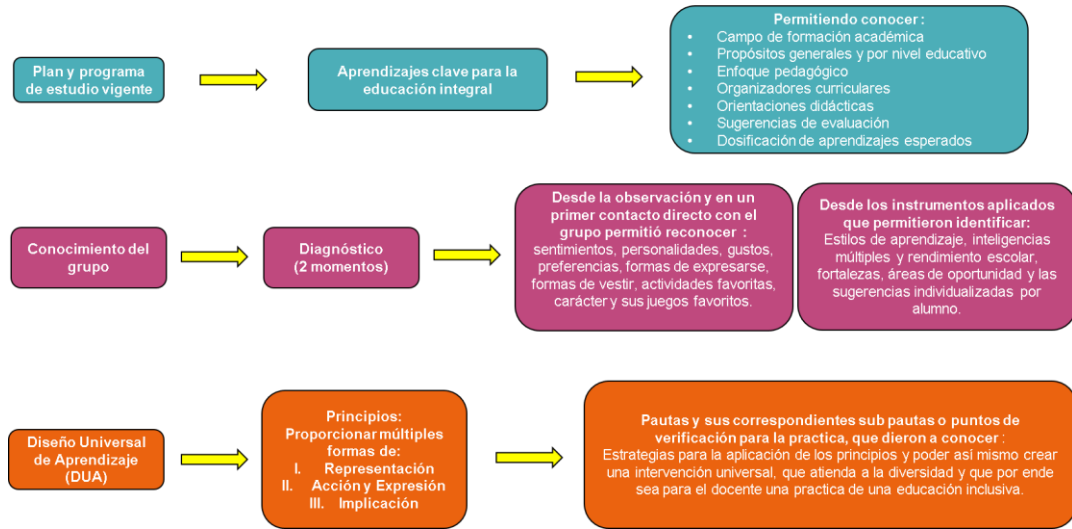 Plan y programa
de estudio vigente
Aprendizajes clave para la
educación integral
Permitiendo conocer :
• Campo de formación académica
• Propósitos generales y por nivel educativo
• Enfoque pedagógico
• Organizadores curriculares
• Orientaciones didácticas
• Sugerencias de evaluación
• Dosificación de aprendizajes esperados
Conocimiento del
grupo
Diagnóstico
(2 momentos)
Desde la observación y en un
primer contacto directo con el
grupo permitió reconocer :
sentimientos, personalidades, gustos,
preferencias, formas de expresarse,
formas de vestir, actividades favoritas,
carácter y sus juegos favoritos.
Desde los instrumentos aplicados
que permitieron identificar:
Estilos de aprendizaje, inteligencias
múltiples y rendimiento escolar,
fortalezas, áreas de oportunidad y las
sugerencias individualizadas por
alumno.
Diseño Universal
de Aprendizaje
(DUA)
Principios:
Proporcionar múltiples
formas de:
I. Representación
II. Acción y Expresión
III. Implicación
Pautas y sus correspondientes sub pautas o puntos de
verificación para la practica, que dieron a conocer :
Estrategias para la aplicación de los principios y poder así mismo crear
una intervención universal, que atienda a la diversidad y que por ende
sea para el docente una practica de una educación inclusiva.